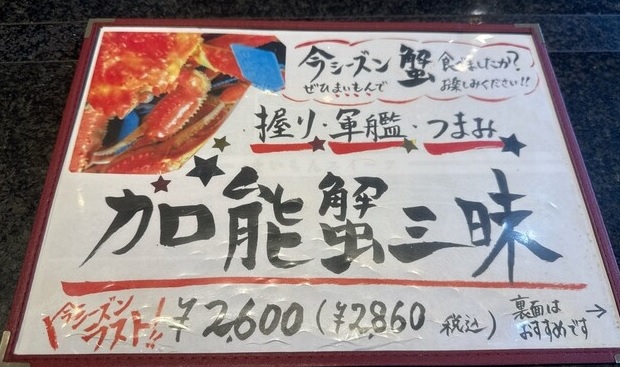 今シーズン 蟹 食べましたか?
ぜひまいもんで お楽しみください!!
握り・軍艦・つまみ
加能蟹三昧
今シーズン
ラスト!!
¥2,600(¥2,860 税込)
裏面は
おすすめです →